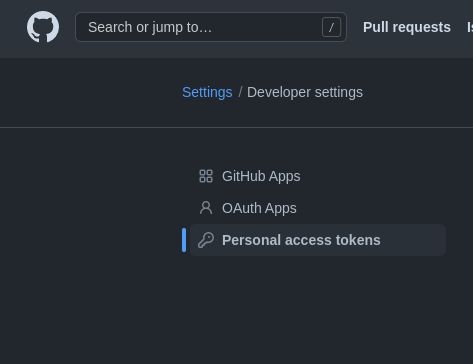 Search or jump to… / Pull requests Is
Settings / Developer settings
GitHub Apps
OAuth Apps
Personal access tokens